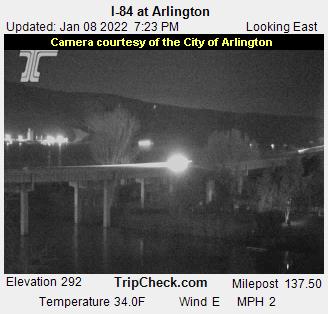 I-84 at Arlington
Updated: Jan 08 2022 7:23 PM Looking East
Camera courtesy of the City of Arlington
Elevation 292 TripCheck.com Milepost 137.50
Temperature 34.0F Wind E MPH 2